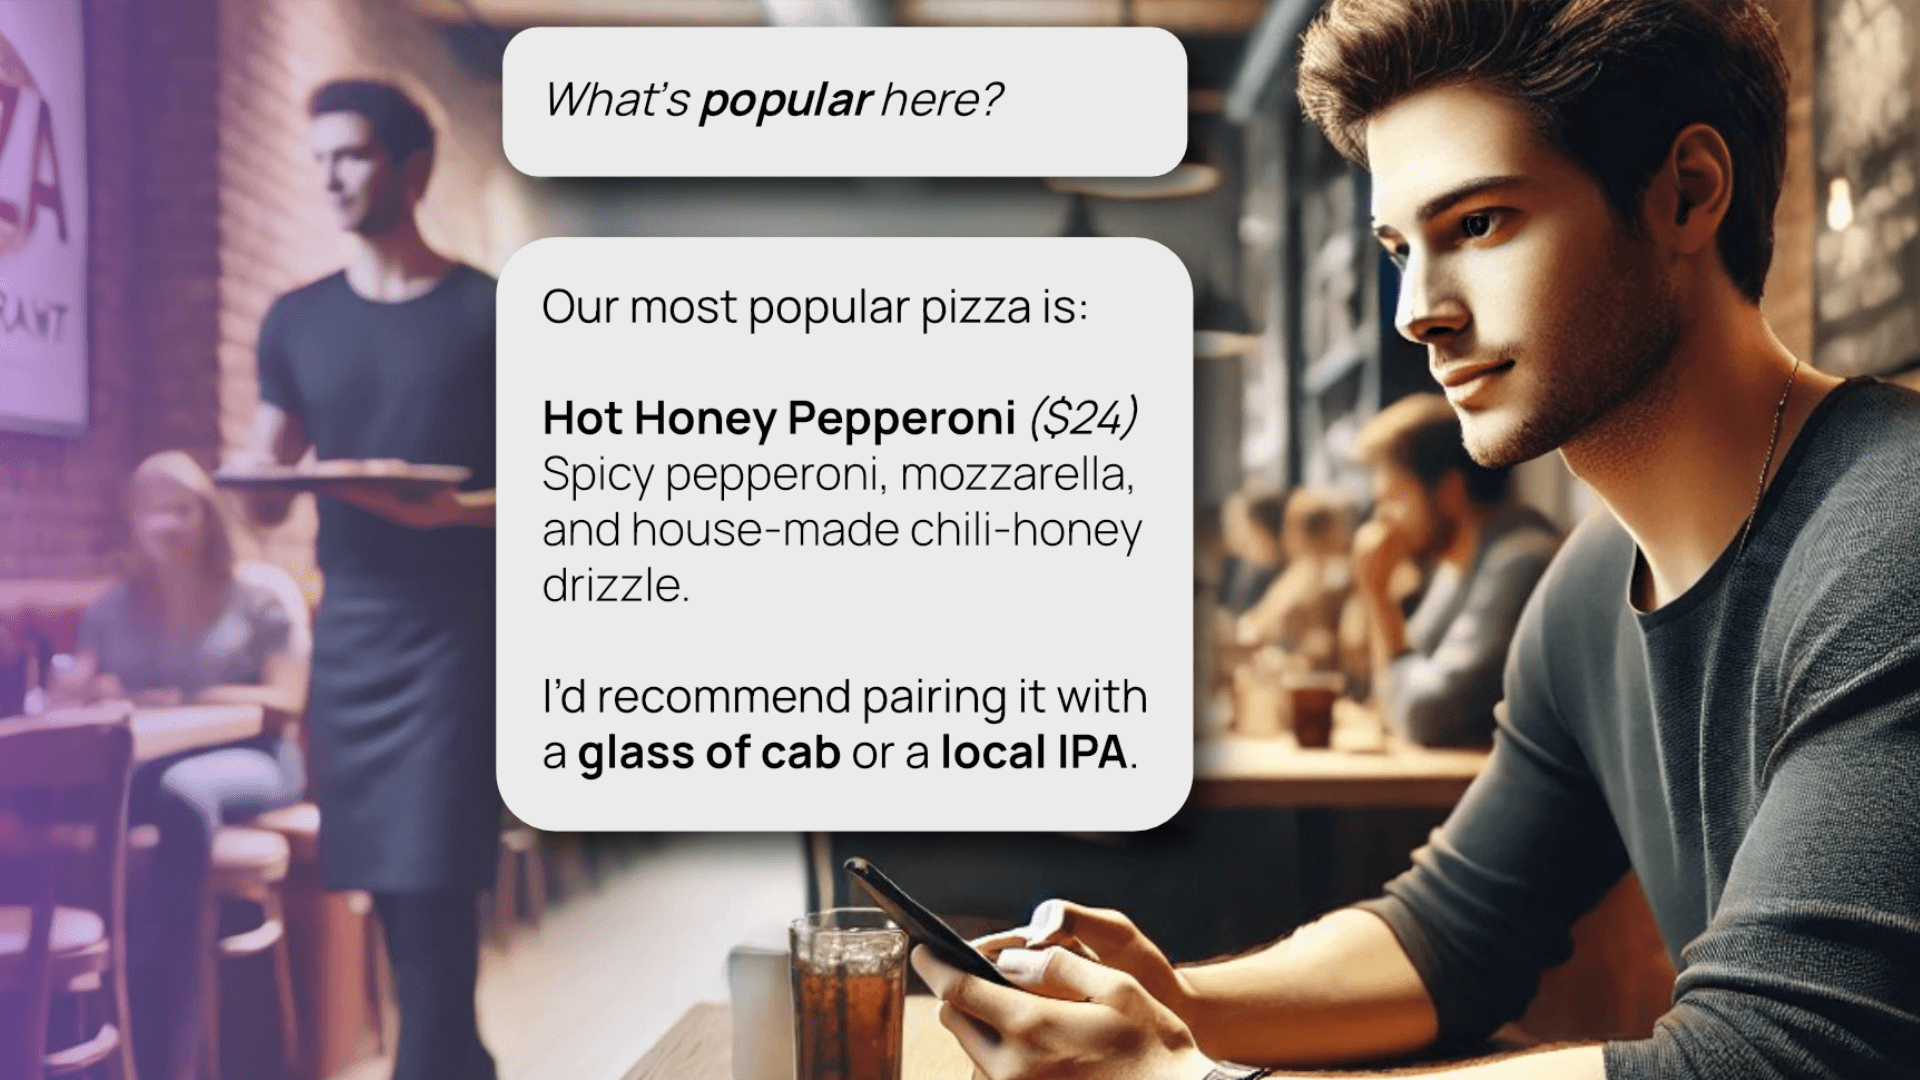 What's popular here?
Our most popular pizza is:
Hot Honey Pepperoni ($24)
Spicy pepperoni, mozzarella,
and house-made chili-honey
drizzle.
I'd recommend pairing it with
a glass of cab or a local IPA.